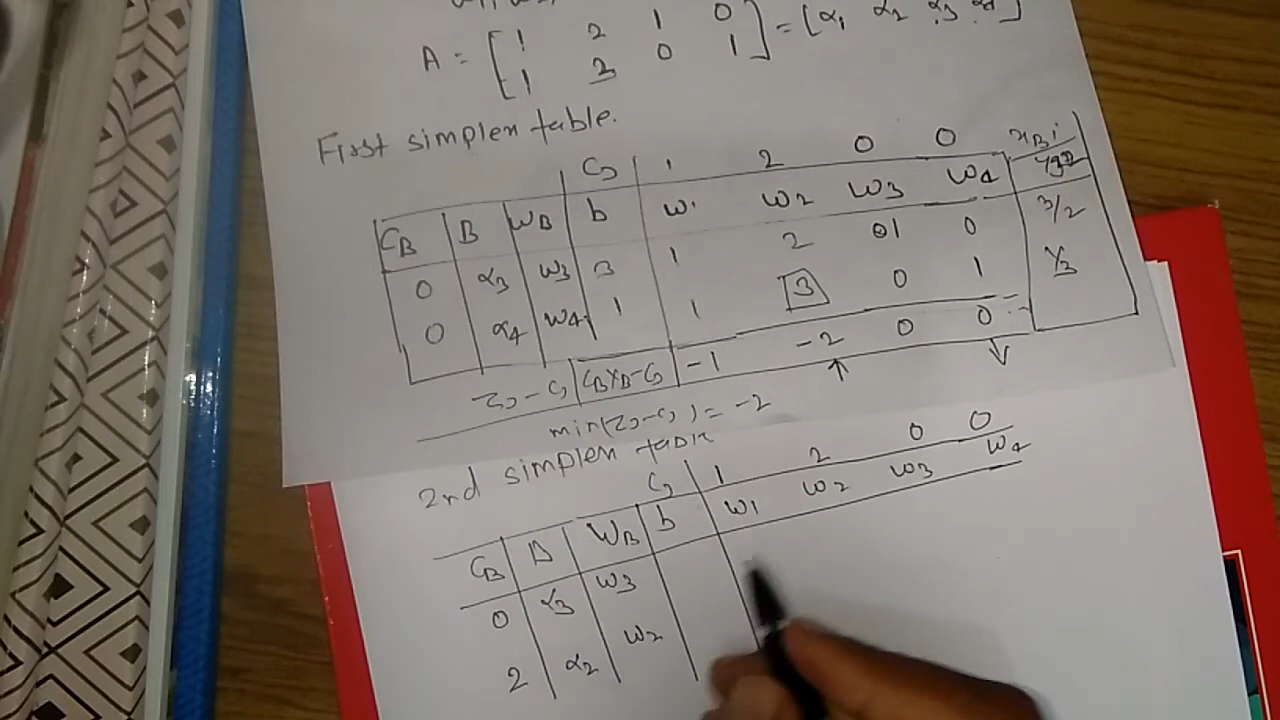 A = [ 1 2 1 0 ] = [α1 α2 α3 α4]
1 3 0 1
First simplex table.
Cj 1 2 0 0 xBi/yi2
CB B WB b w1 w2 w3 w4
0 α3 w3 3 1 2 01 0 3/2
0 α4 w4 1 1 3 0 1 1/3
zj-cj CBXB-Cj -1 -2 0 0
min(zj-cj) = -2
2nd simplex table
Cj 1 2 0 0
CB B WB b w1 w2 w3 w4
0 α3 w3
2 α2 w2